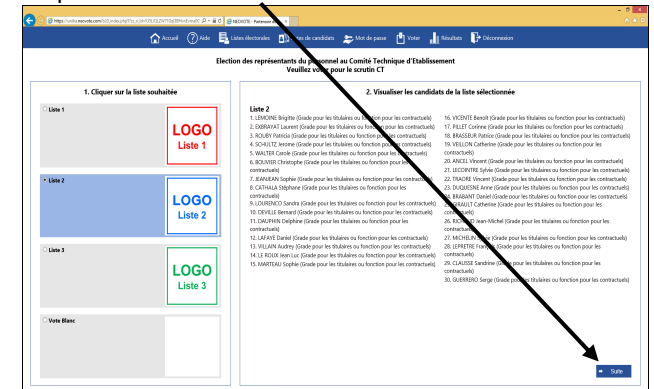 NEOVOTE - Partenaire de
Accueil Aide Listes électorales Listes de candidats Mot de passe Voter Résultats Déconnexion
Election des représentants du personnel au Comité Technique d'Etablissement
Veuillez voter pour le scrutin CT
1. Cliquer sur la liste souhaitée
Liste 1
LOGO
Liste 1
Liste 2
LOGO
Liste 2
Liste 3
LOGO
Liste 3
Vote Blanc
2. Visualiser les candidats de la liste sélectionnée
Liste 2
1. LEMOINE Brigitte (Grade pour les titulaires ou fonction pour les contractuels)
2. EXBRAYAT Laurent (Grade pour les titulaires ou fonction pour les contractuels)
3. ROUBY Patricia (Grade pour les titulaires ou fonction pour les contractuels)
4. SCHULTZ Jerome (Grade pour les titulaires ou fonction pour les contractuels)
5. WALTER Carole (Grade pour les titulaires ou fonction pour les contractuels)
6. BOUVIER Christophe (Grade pour les titulaires ou fonction pour les
contractuels)
7. JEANJEAN Sophie (Grade pour les titulaires ou fonction pour les contractuels)
8. CATHALA Stéphane (Grade pour les titulaires ou fonction pour les
contractuels)
9. LOURENCO Sandra (Grade pour les titulaires ou fonction pour les contractuels)
10. DEVILLE Bernard (Grade pour les titulaires ou fonction pour les contractuels)
11. DAUPHIN Delphine (Grade pour les titulaires ou fonction pour les
contractuels)
12. LAFAYE Daniel (Grade pour les titulaires ou fonction pour les contractuels)
13. VILLAIN Audrey (Grade pour les titulaires ou fonction pour les contractuels)
14. LE ROUX Jean Luc (Grade pour les titulaires ou fonction pour les contractuels)
15. MARTEAU Sophie (Grade pour les titulaires ou fonction pour les contractuels)
16. VICENTE Benoît (Grade pour les titulaires ou fonction pour les contractuels)
17. PILLET Corinne (Grade pour les titulaires ou fonction pour les contractuels)
18. BRASSEUR Patrice (Grade pour les titulaires ou fonction pour les contractuels)
19. VEILLON Catherine (Grade pour les titulaires ou fonction pour les
contractuels)
20. ANCEL Vincent (Grade pour les titulaires ou fonction pour les contractuels)
21. LECOINTRE Sylvie (Grade pour les titulaires ou fonction pour les contractuels)
22. TRAORE Vincent (Grade pour les titulaires ou fonction pour les contractuels)
23. DUQUESNE Anne (Grade pour les titulaires ou fonction pour les contractuels)
24. BRABANT Daniel (Grade pour les titulaires ou fonction pour les contractuels)
25. GIRAULT Catherine (Grade pour les titulaires ou fonction pour les
contractuels)
26. Jean-Michel (Grade pour les titulaires ou fonction pour les
contractuels)
27. MICHELIN (Grade pour les titulaires ou fonction pour les contractuels)
28. LEPRETRE François (Grade pour les titulaires ou fonction pour les
contractuels)
29. CLAUSSE Sandrine (Grade pour les titulaires ou fonction pour les
contractuels)
30. GUERRERO Serge (Grade pour les titulaires ou fonction pour les contractuels)
Suite